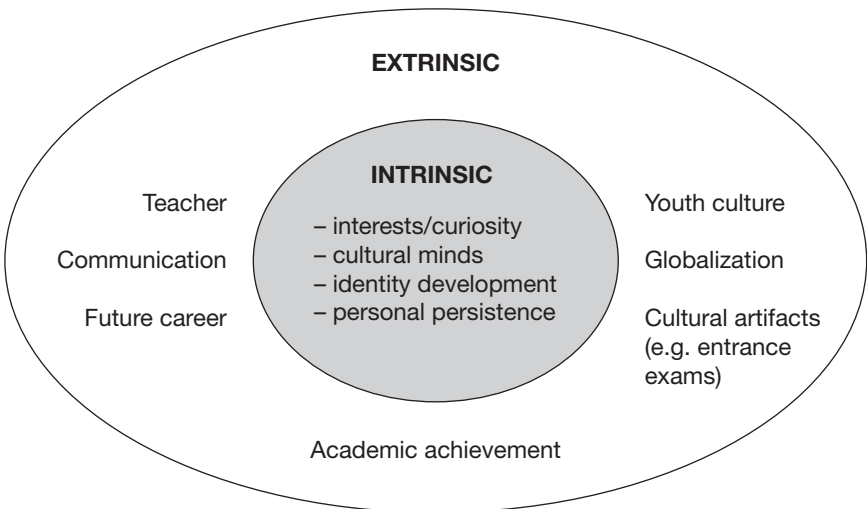 EXTRINSIC
INTRINSIC
– interests/curiosity
– cultural minds
– identity development
– personal persistence
Teacher
Communication
Future career
Youth culture
Globalization
Cultural artifacts
(e.g. entrance
exams)
Academic achievement